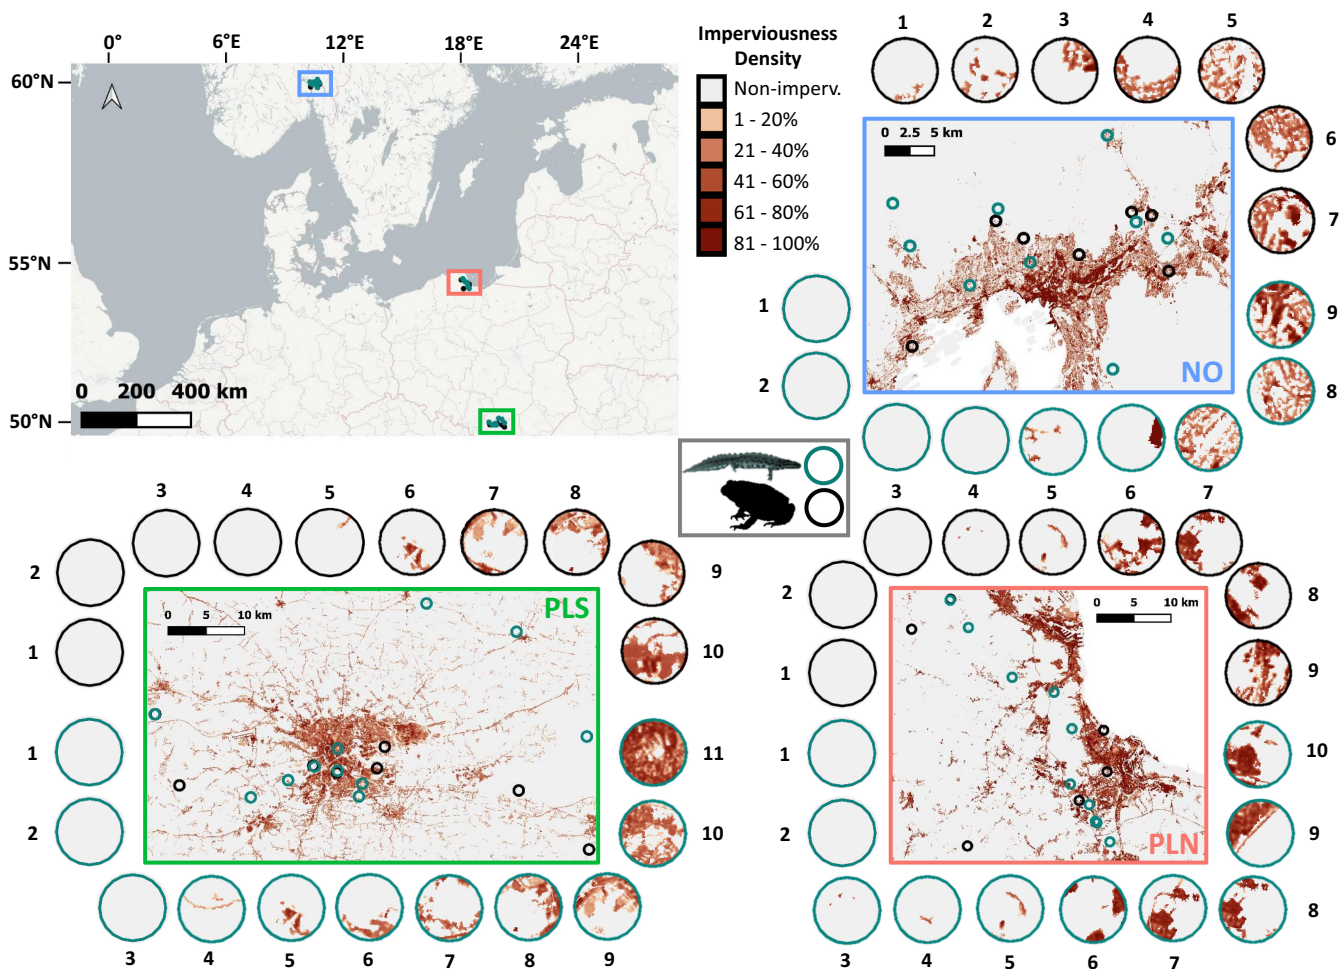 0° 6°E 12°E 18°E 24°E
60°N
55°N
50°N
0 200 400 km
Imperviousness
Density
Non-imperv.
1 - 20%
21 - 40%
41 - 60%
61 - 80%
81 - 100%
1 2 3 4 5
6
7
9
8
1
2
0 2.5 5 km
NO
3 4 5 6 7
3 4 5 6 7 8
2
1
1
2
9
10
11
10
0 5 10 km
PLS
3 4 5 6 7 8 9
2
1
1
2
8
9
10
9
0 5 10 km
PLN
3 4 5 6 7
8